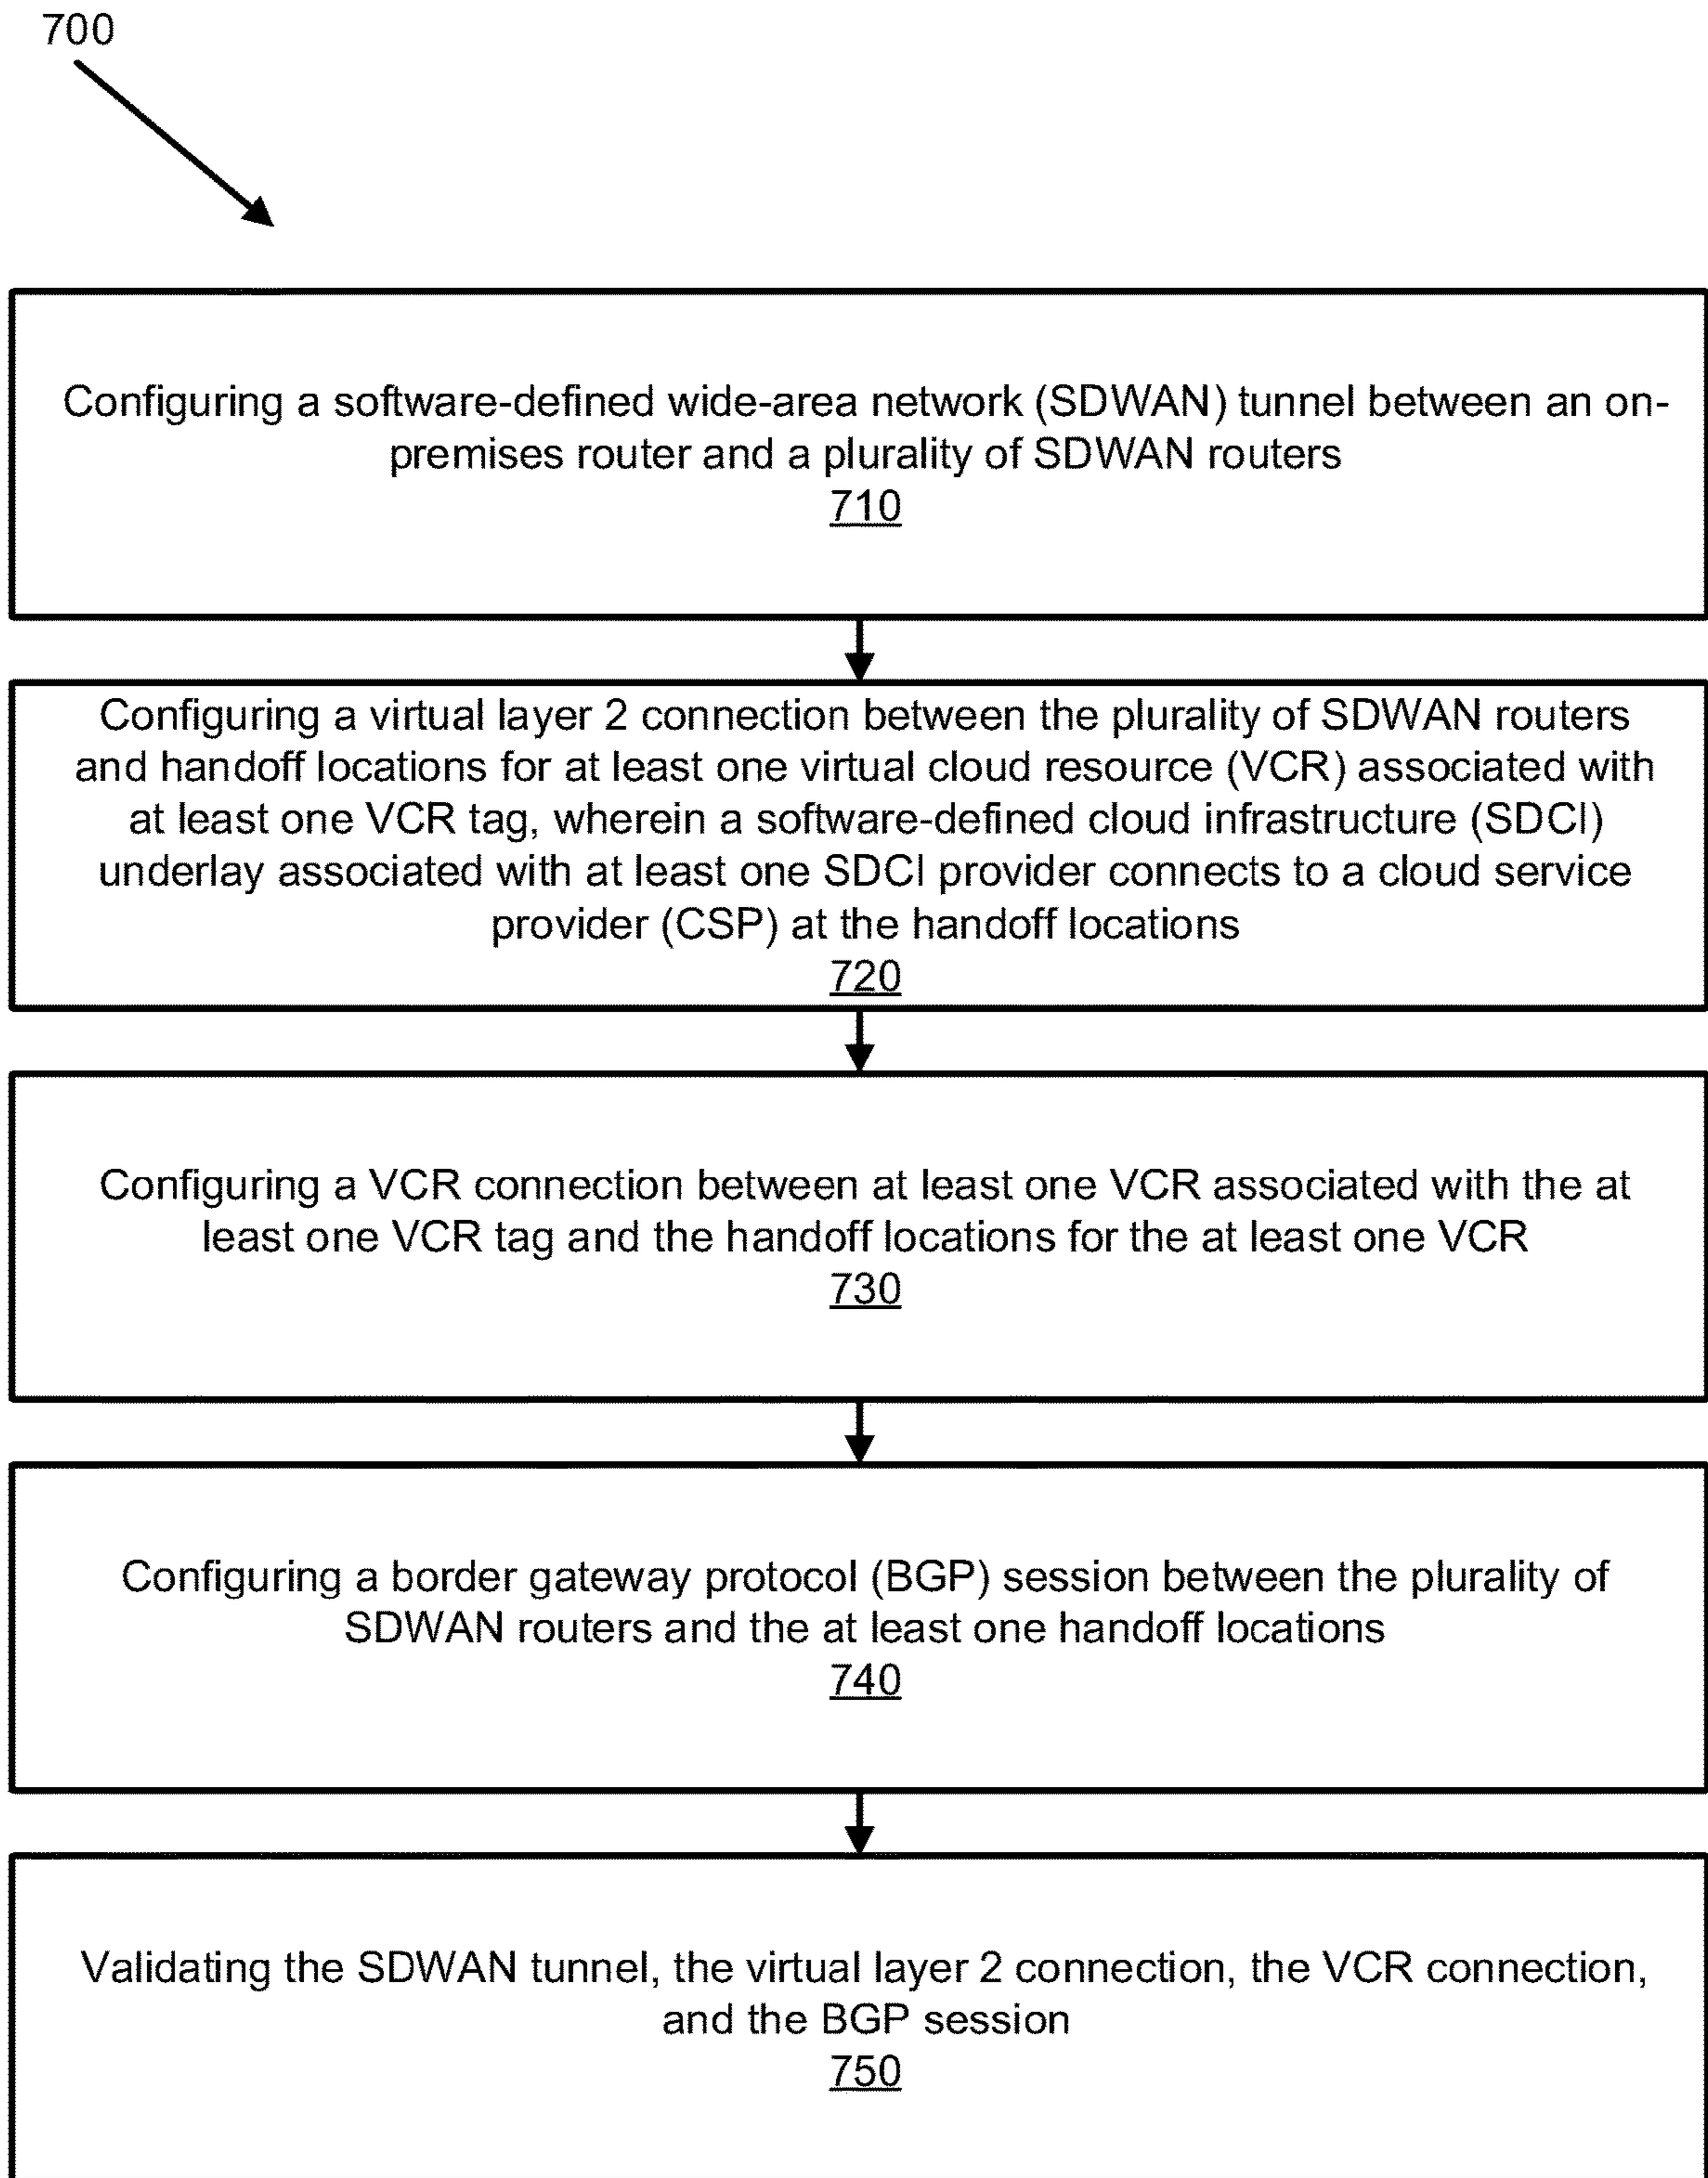 700
Configuring a software-defined wide-area network (SDWAN) tunnel between an on-
premises router and a plurality of SDWAN routers
710
Configuring a virtual layer 2 connection between the plurality of SDWAN routers
and handoff locations for at least one virtual cloud resource (VCR) associated with
at least one VCR tag, wherein a software-defined cloud infrastructure (SDCI)
underlay associated with at least one SDCI provider connects to a cloud service
provider (CSP) at the handoff locations
720
Configuring a VCR connection between at least one VCR associated with the at
least one VCR tag and the handoff locations for the at least one VCR
730
Configuring a border gateway protocol (BGP) session between the plurality of
SDWAN routers and the at least one handoff locations
740
Validating the SDWAN tunnel, the virtual layer 2 connection, the VCR connection,
and the BGP session
750